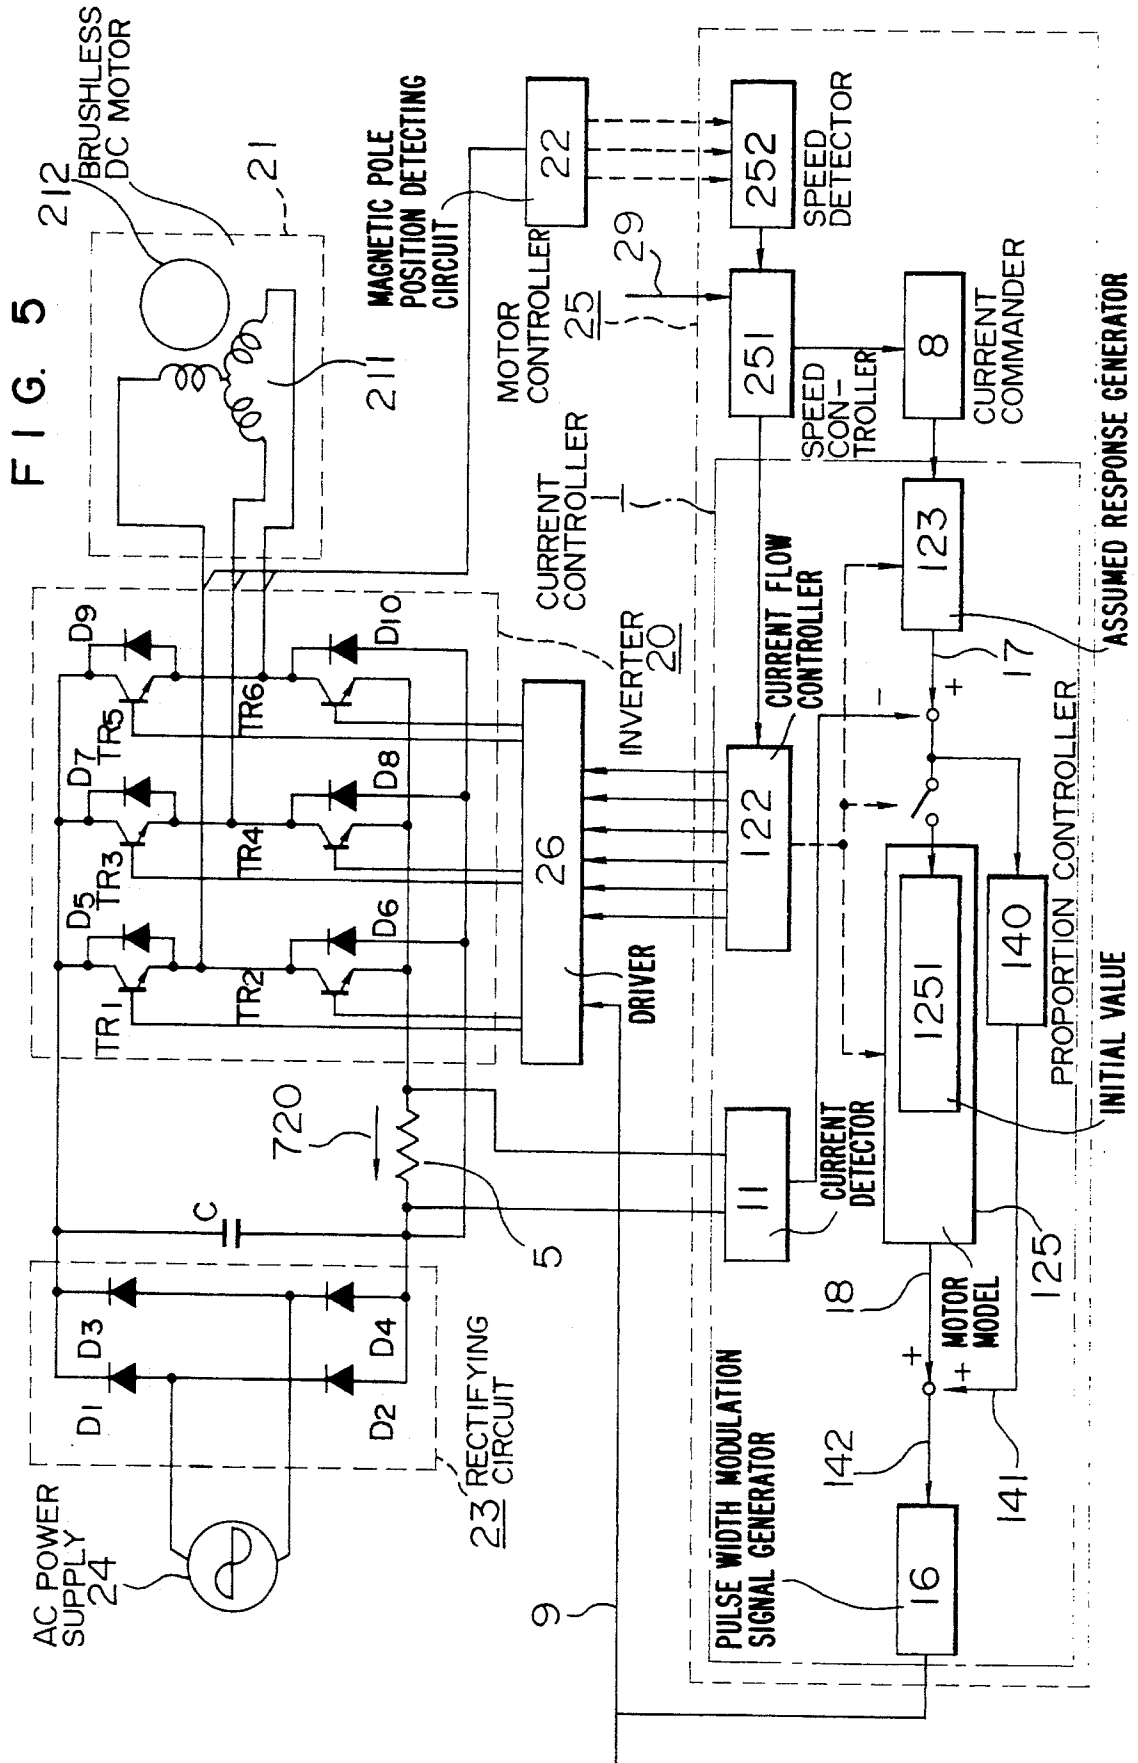 FIG. 5
AC POWER
SUPPLY
24
23 RECTIFYING
CIRCUIT
D1
D3
D2
D4
C
720
5
TR1
D5
TR2
D6
TR3
D7
TR4
D8
TR5
D9
TR6
D10
INVERTER
20
212
BRUSHLESS
DC MOTOR
21
211
26
DRIVER
MAGNETIC POLE
POSITION DETECTING
CIRCUIT
22
9
MOTOR
CONTROLLER
25
29
CURRENT
CONTROLLER
1
11
CURRENT
DETECTOR
122
CURRENT FLOW
CONTROLLER
251
SPEED
CON-
TROLLER
252
SPEED
DETECTOR
8
CURRENT
COMMANDER
123
ASSUMED RESPONSE GENERATOR
17
+
-
1251
INITIAL VALUE
125
MOTOR
MODEL
18
140
PROPORTION CONTROLLER
+
+
141
142
PULSE WIDTH MODULATION
SIGNAL GENERATOR
16